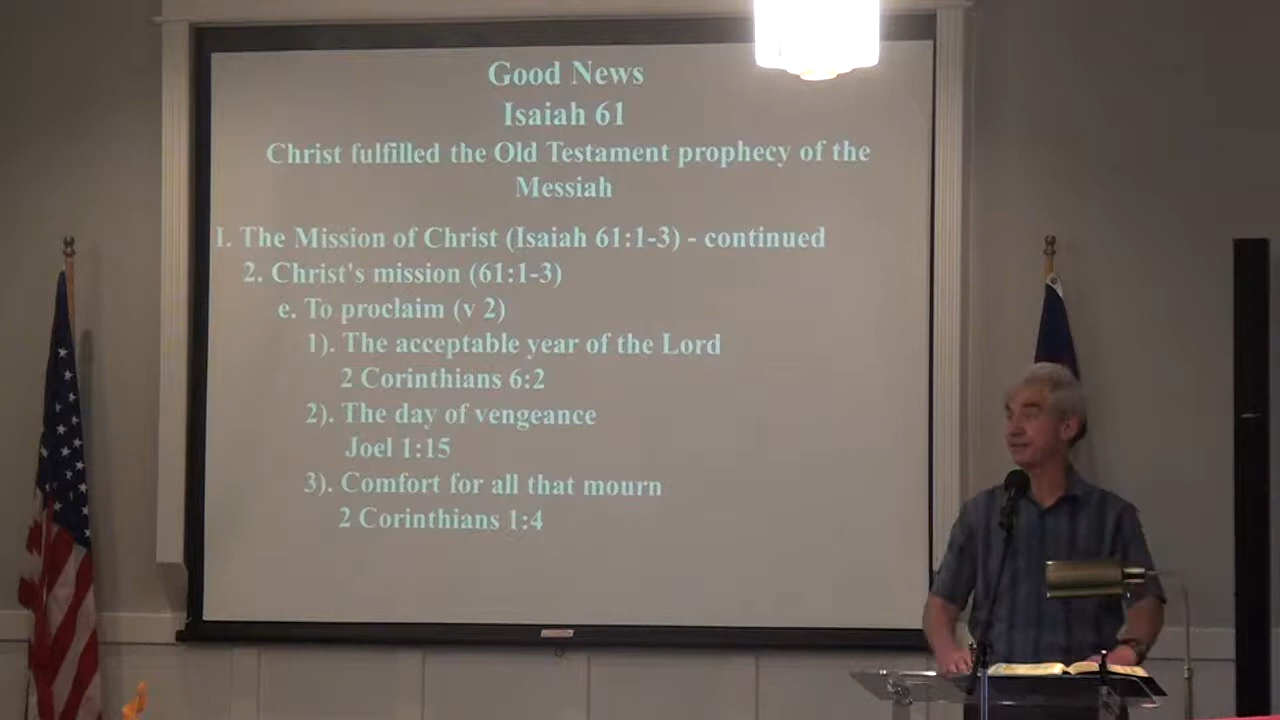 Good News
Isaiah 61
Christ fulfilled the Old Testament prophecy of the
Messiah
I. The Mission of Christ (Isaiah 61:1-3) - continued
2. Christ's mission (61:1-3)
e. To proclaim (v 2)
1). The acceptable year of the Lord
2 Corinthians 6:2
2). The day of vengeance
Joel 1:15
3). Comfort for all that mourn
2 Corinthians 1:4